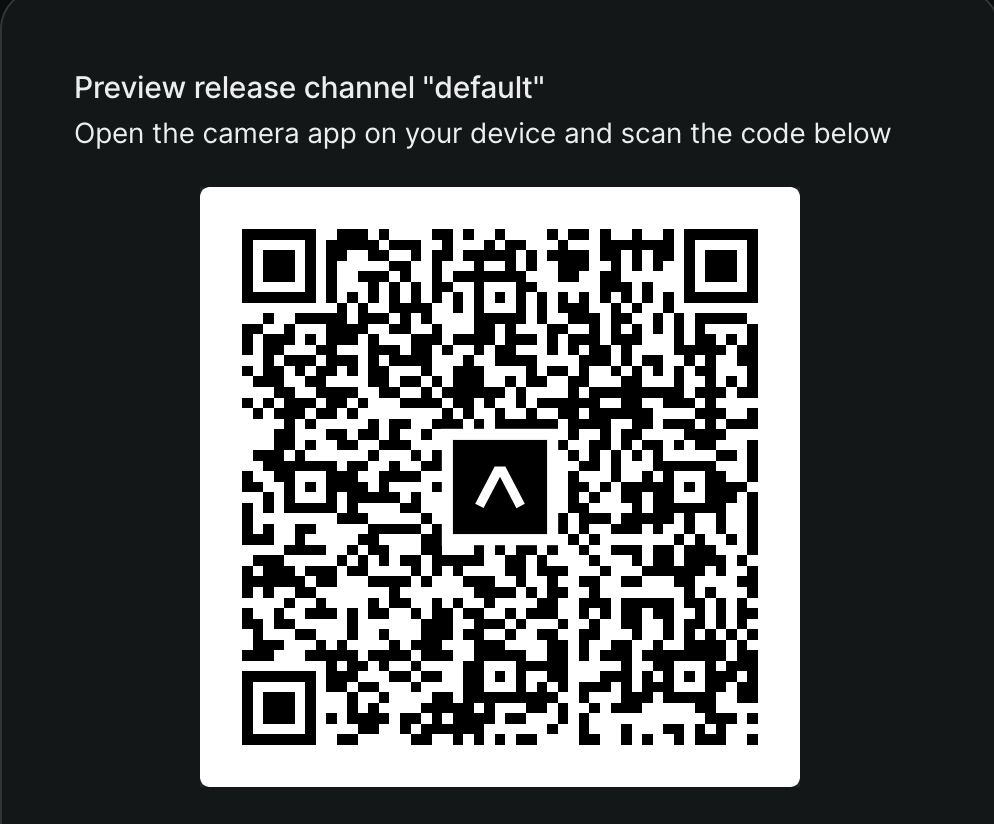 Preview release channel "default"
Open the camera app on your device and scan the code below